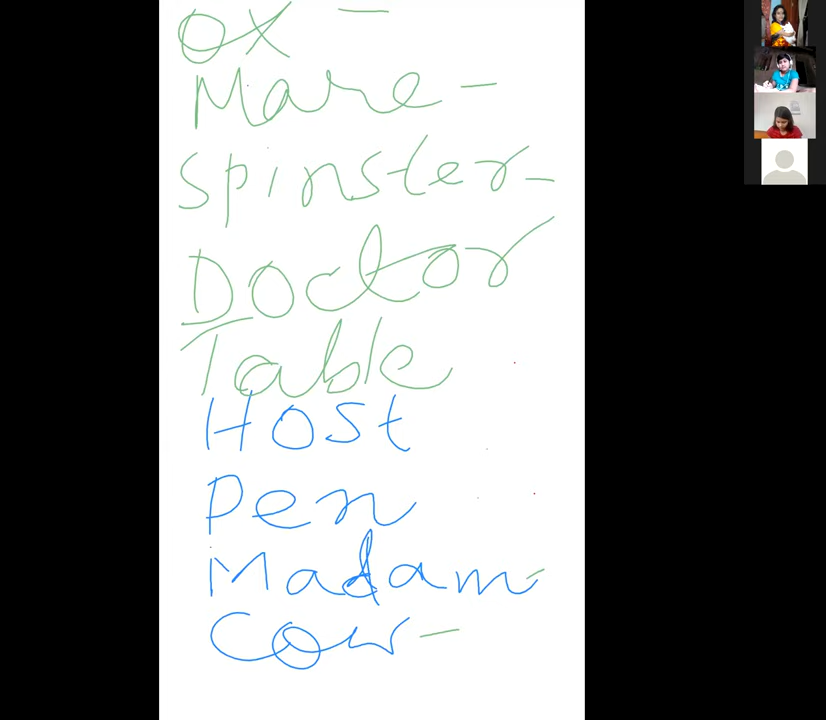 Ox -
Mare -
Spinster -
Doctor
Table
Host
Pen
Madam -
Cow -